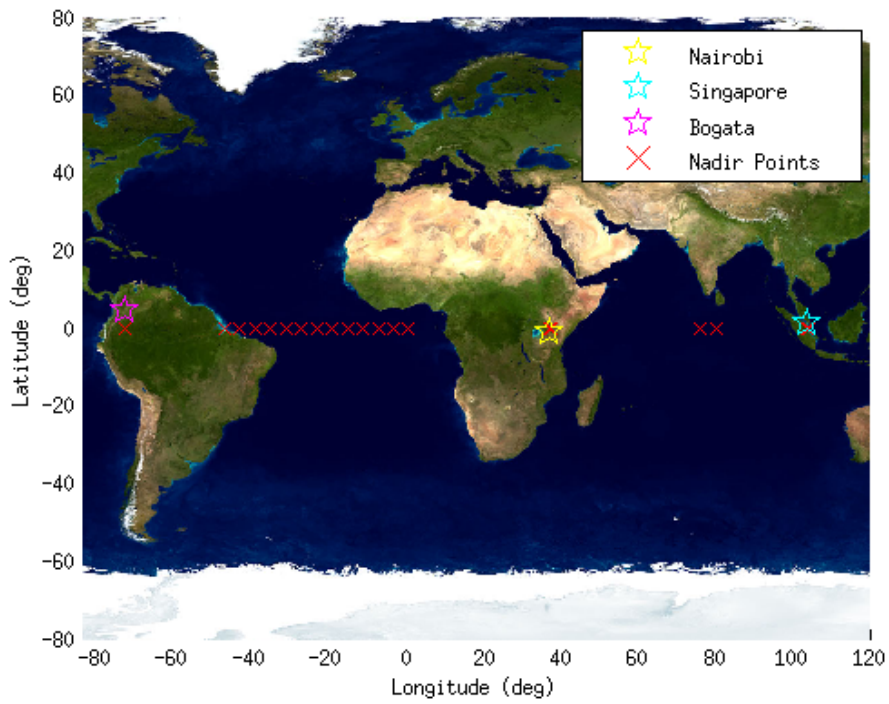 80
60
40
20
0
-20
-40
-60
-80
Latitude (deg)
Nairobi
Singapore
Bogata
Nadir Points
-80 -60 -40 -20 0 20 40 60 80 100 120
Longitude (deg)